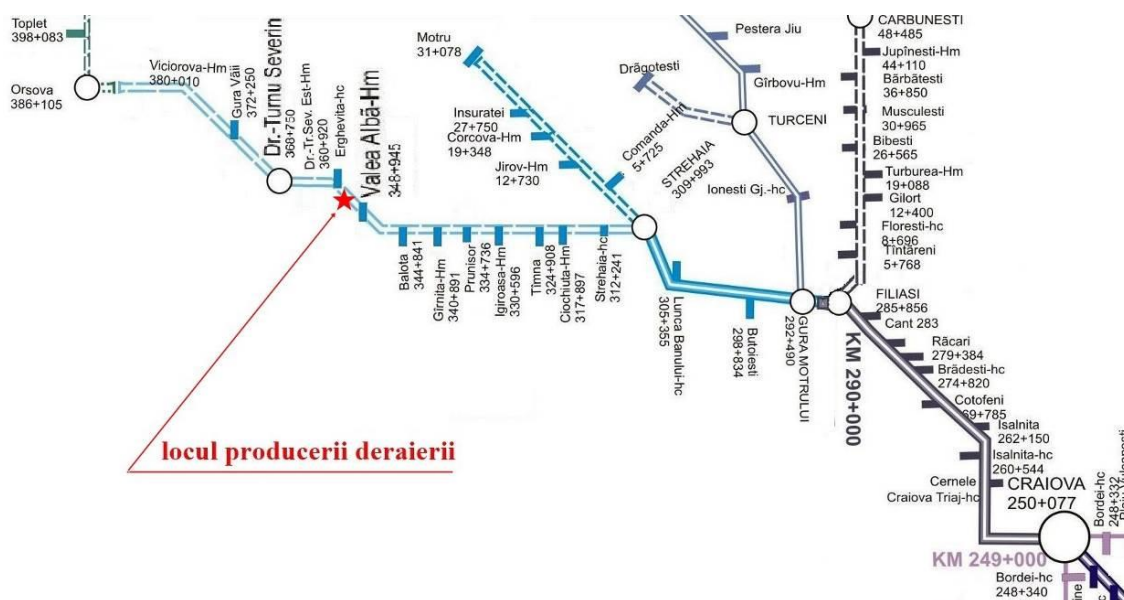 Toplet
398+083
Orsova
386+105
Viciorova-Hm
380+010
Gura Văii
372+250
Dr.-Turnu Severin
368+750
Dr.-Tr.Sev. Est-Hm
360+920
Erghevita-hc
Valea Albă-Hm
348+945
Balota
344+841
Gîrnita-Hm
340+891
Prunisor
334+736
Igiroasa-Hm
330+596
Tîmna
324+908
Ciochiuta-Hm
317+897
Strehaia-hc
312+241
Motru
31+078
Insuratei
27+750
Corcova-Hm
19+348
Jirov-Hm
12+730
Comanda-Hm
5+725
STREHAIA
309+993
Drăgotesti
Pestera Jiu
Gîrbovu-Hm
TURCENI
Ionesti Gj.-hc
Lunca Banului-hc
305+355
Butoiesti
298+834
GURA MOTRULUI
292+490
KM 290+000
CARBUNESTI
48+485
Jupînesti-Hm
44+110
Bărbătesti
36+850
Musculesti
30+965
Bibesti
26+565
Turburea-Hm
19+088
Gilort
12+400
Floresti-hc
8+696
Tîntăreni
5+768
FILIASI
285+856
Cant 283
Răcari
279+384
Brădesti-hc
274+820
Cotofeni
69+785
Isalnita
262+150
Isalnita-hc
260+544
Cernele
Craiova Triaj-hc
CRAIOVA
250+077
KM 249+000
Bordei-hc
248+332
Bordei-hc
248+340
locul producerii deraierii